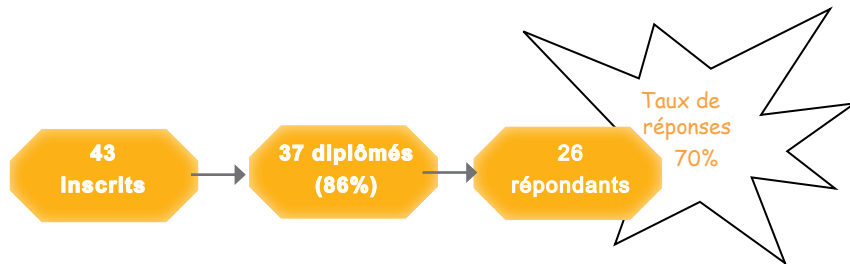 43
inscrits
37 diplômés
(86%)
26
répondants
Taux de
réponses
70%